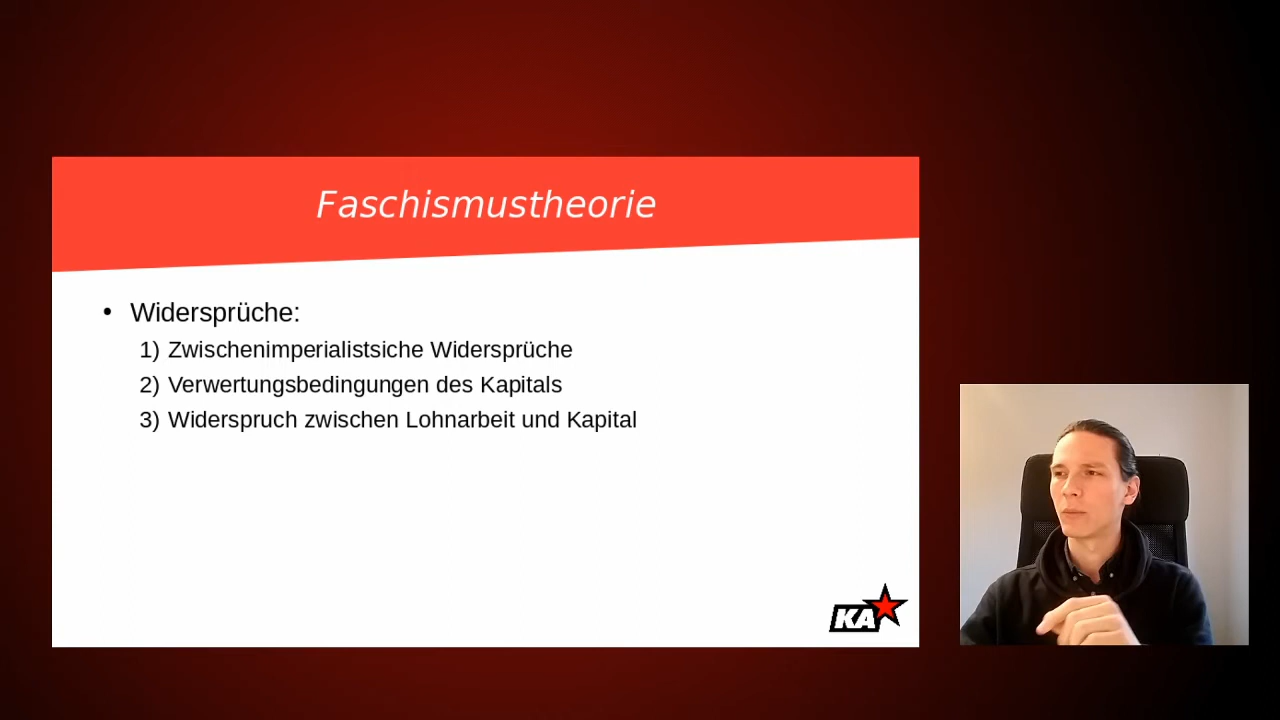 Faschismustheorie
• Widersprüche:
1) Zwischenimperialistsiche Widersprüche
2) Verwertungsbedingungen des Kapitals
3) Widerspruch zwischen Lohnarbeit und Kapital
KA